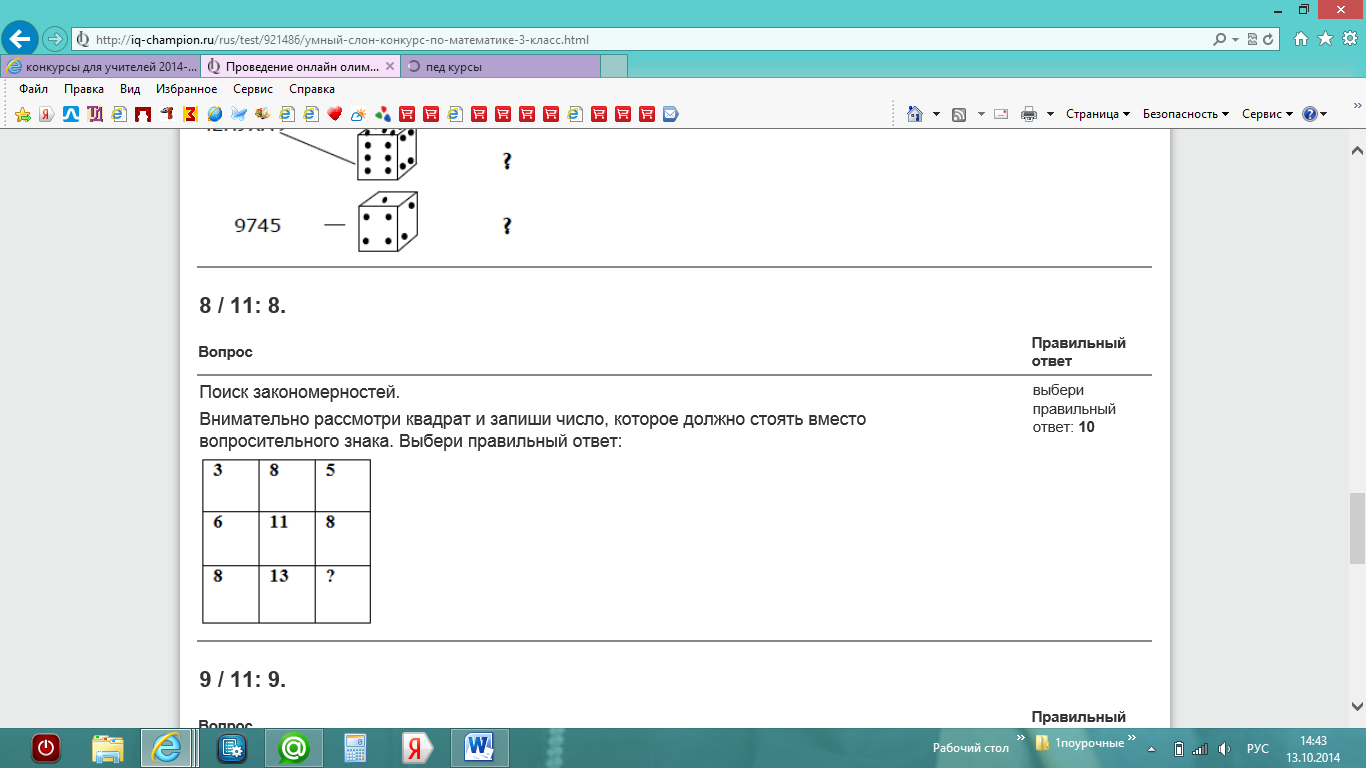 http://iq-champion.ru/rus/test/921486/умный-слон-конкурс-по-математике-3-класс.html
конкурсы для учителей 2014-...
Проведение онлайн олим...
пед курсы
Файл Правка Вид Избранное Сервис Справка
Страница Безопасность Сервис
?
9745 — ?
8 / 11: 8.
Вопрос
Правильный
ответ
Поиск закономерностей.
Внимательно рассмотри квадрат и запиши число, которое должно стоять вместо
вопросительного знака. Выбери правильный ответ:
выбери
правильный
ответ: 10
3 8 5
6 11 8
8 13 ?
9 / 11: 9.
Вопрос
Правильный
Рабочий стол
1поурочные
РУС
14:43
13.10.2014